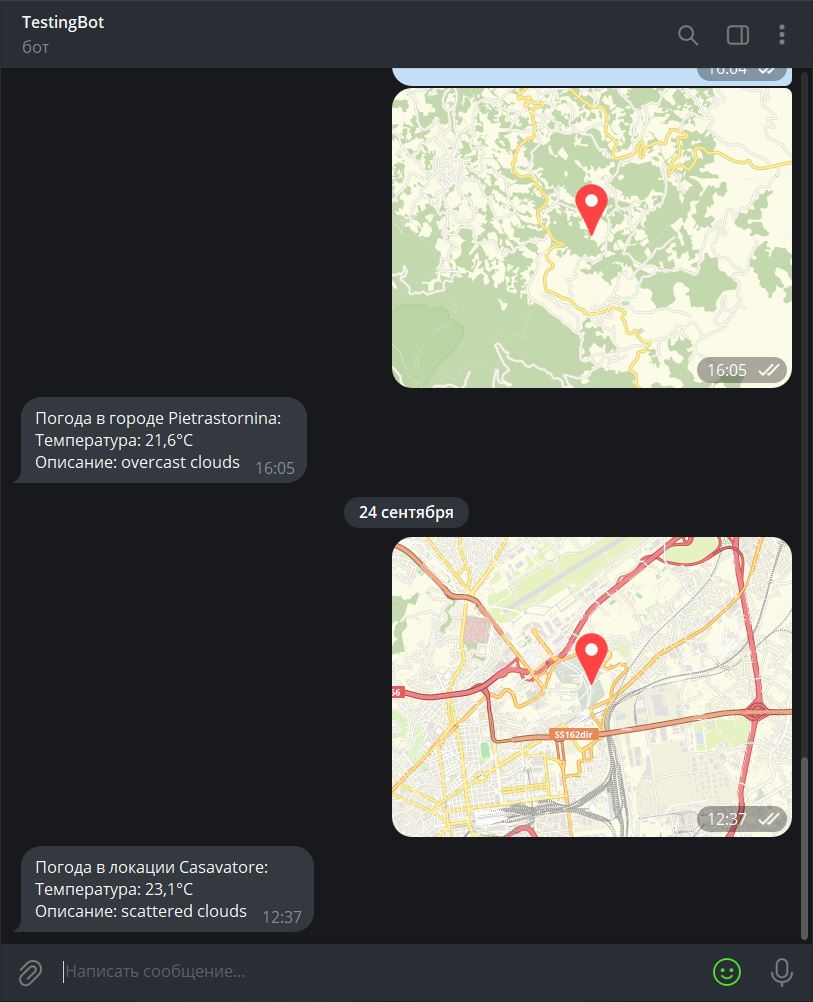 TestingBot
бот
16:04
16:05
Погода в городе Pietrastornina:
Температура: 21,6°C
Описание: overcast clouds 16:05
24 сентября
56
SS162dir
12:37
Погода в локации Casavatore:
Температура: 23,1°C
Описание: scattered clouds 12:37
Написать сообщение...